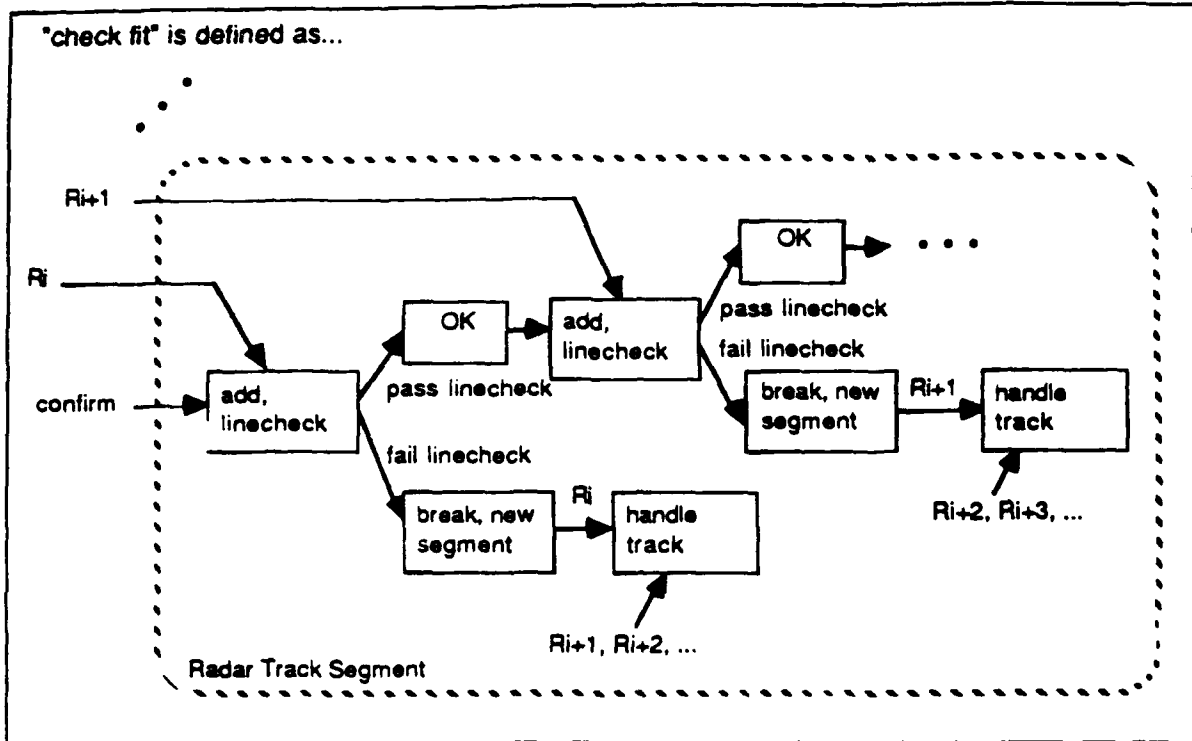 "check fit" is defined as...
Ri+1
OK
Ri
OK
add,
linecheck
pass linecheck
fail linecheck
confirm
add,
linecheck
pass linecheck
break, new
segment
Ri+1
handle
track
fail linecheck
break, new
segment
Ri
handle
track
Ri+2, Ri+3, ...
Ri+1, Ri+2, ...
Radar Track Segment